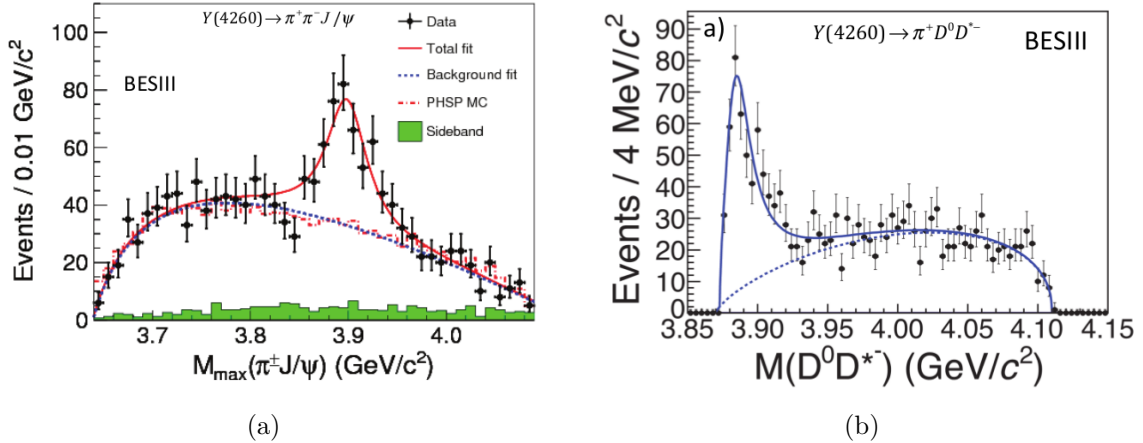 Y(4260)→π⁺π⁻J/ψ
Data
Total fit
Background fit
PHSP MC
Sideband
BESIII
Events / 0.01 GeV/c²
100
80
60
40
20
0
3.7 3.8 3.9 4.0
M_max(π±J/ψ) (GeV/c²)
(a)
a)
Y(4260)→π⁺D⁰D*⁻
BESIII
Events / 4 MeV/c²
90
80
70
60
50
40
30
20
10
0
3.85 3.90 3.95 4.00 4.05 4.10 4.15
M(D⁰D*⁻) (GeV/c²)
(b)